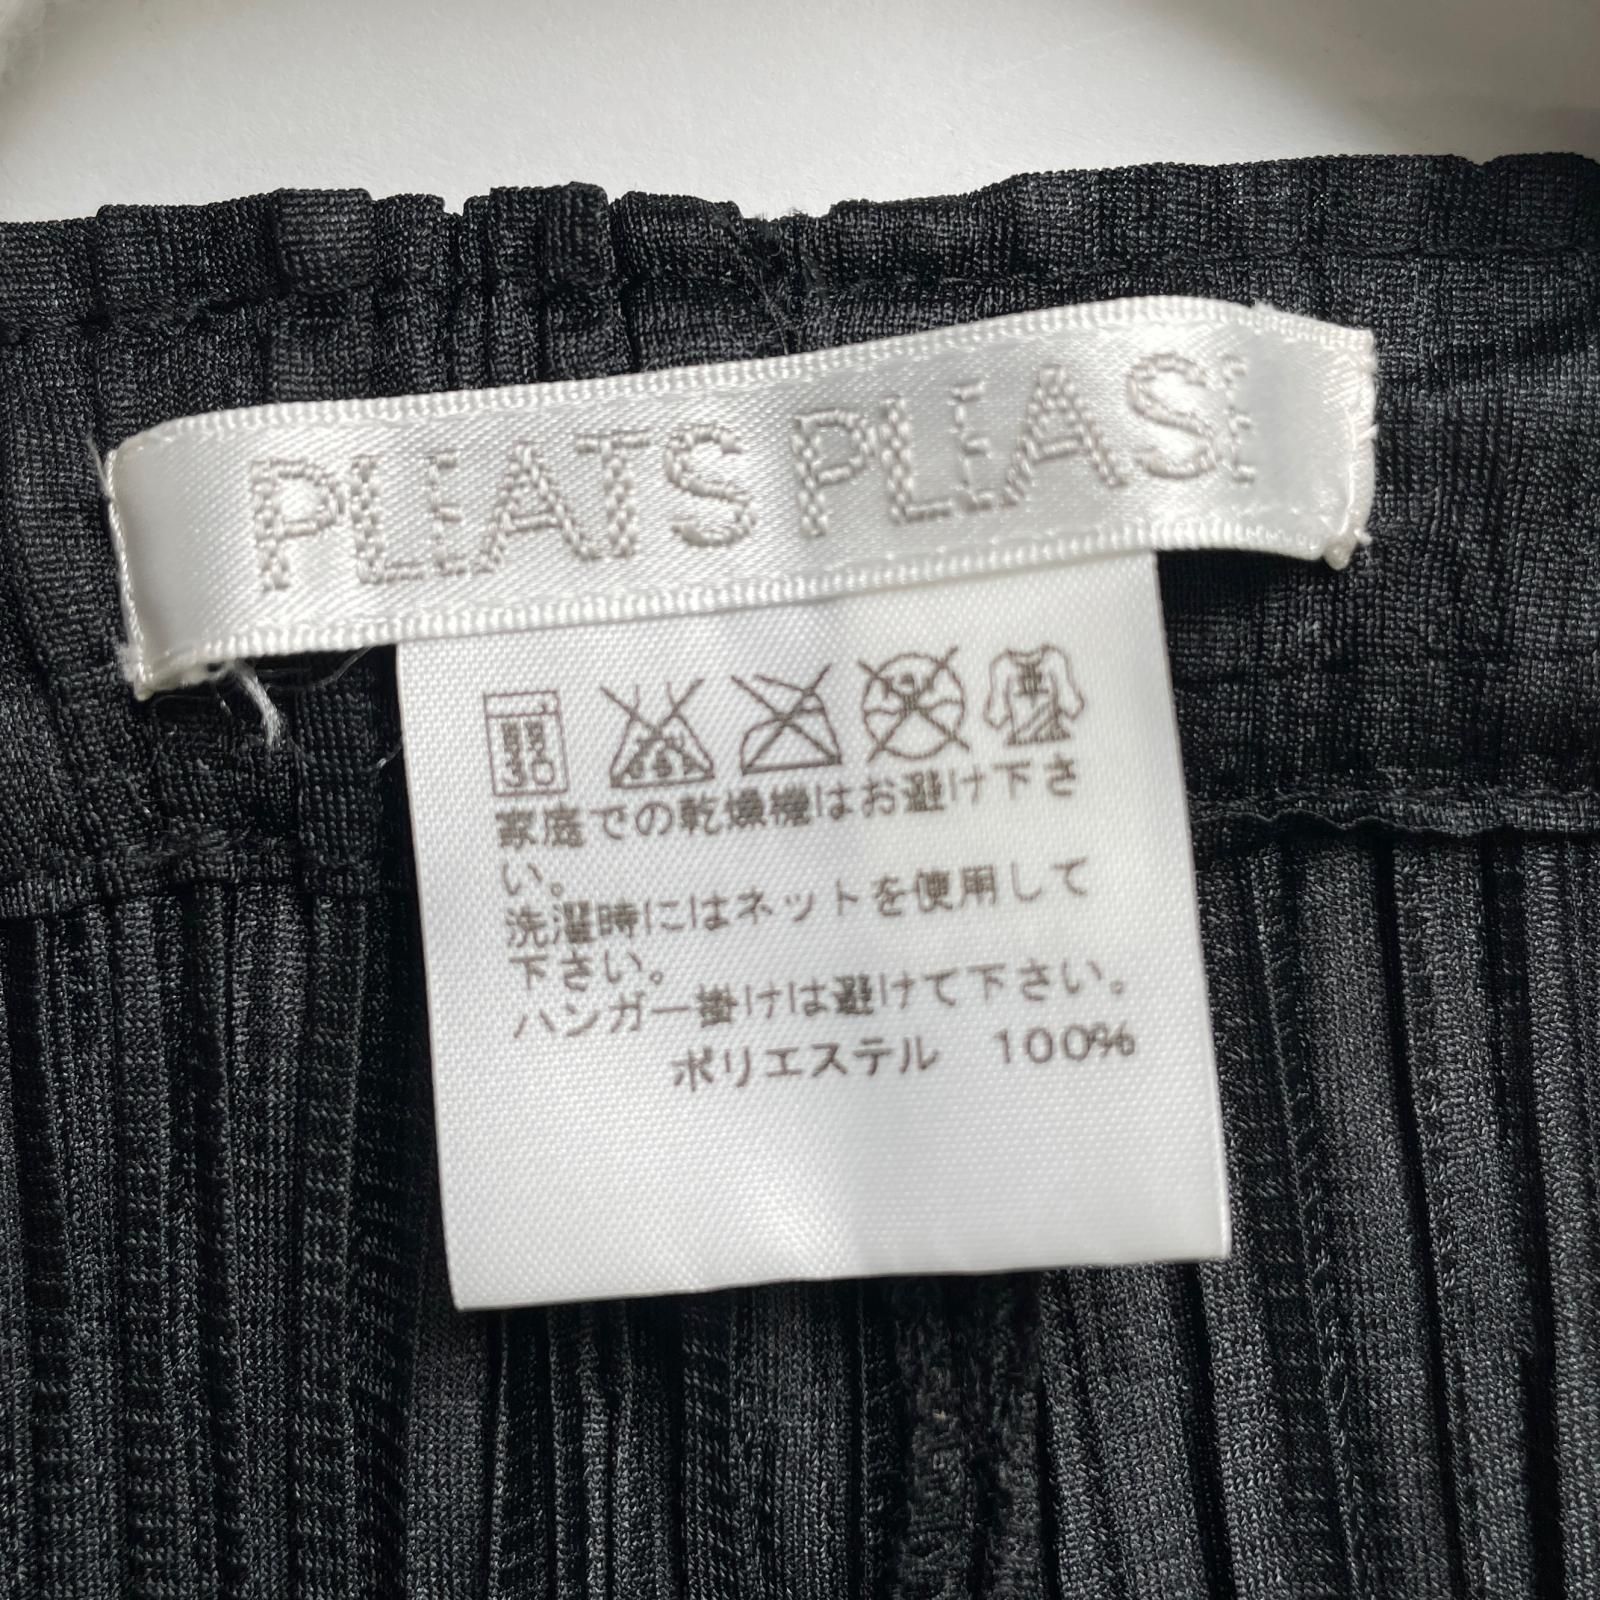 PLEATS PLEASE
30
平
家庭での乾燥機はお避け下さ
い。
洗濯時にはネットを使用して
下さい。
ハンガー掛けは避けて下さい。
ポリエステル 100%